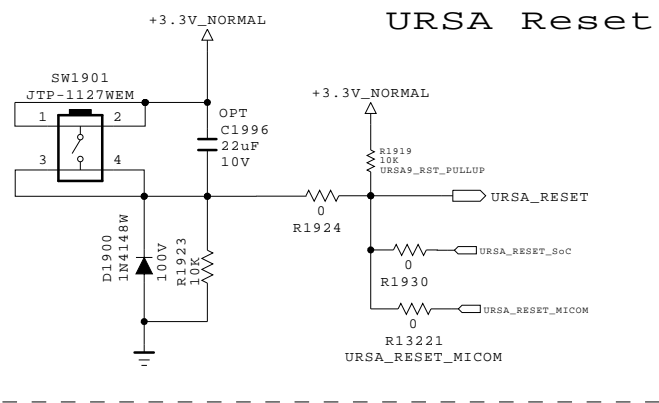 URSA Reset
+3.3V_NORMAL
SW1901
JTP-1127WEM
1
2
3
4
OPT
C1996
22uF
10V
+3.3V_NORMAL
R1919
10K
URSA9_RST_PULLUP
URSA_RESET
0
R1924
D1900
1N4148W
100V
R1923
10K
URSA_RESET_SoC
0
R1930
URSA_RESET_MICOM
0
R13221
URSA_RESET_MICOM